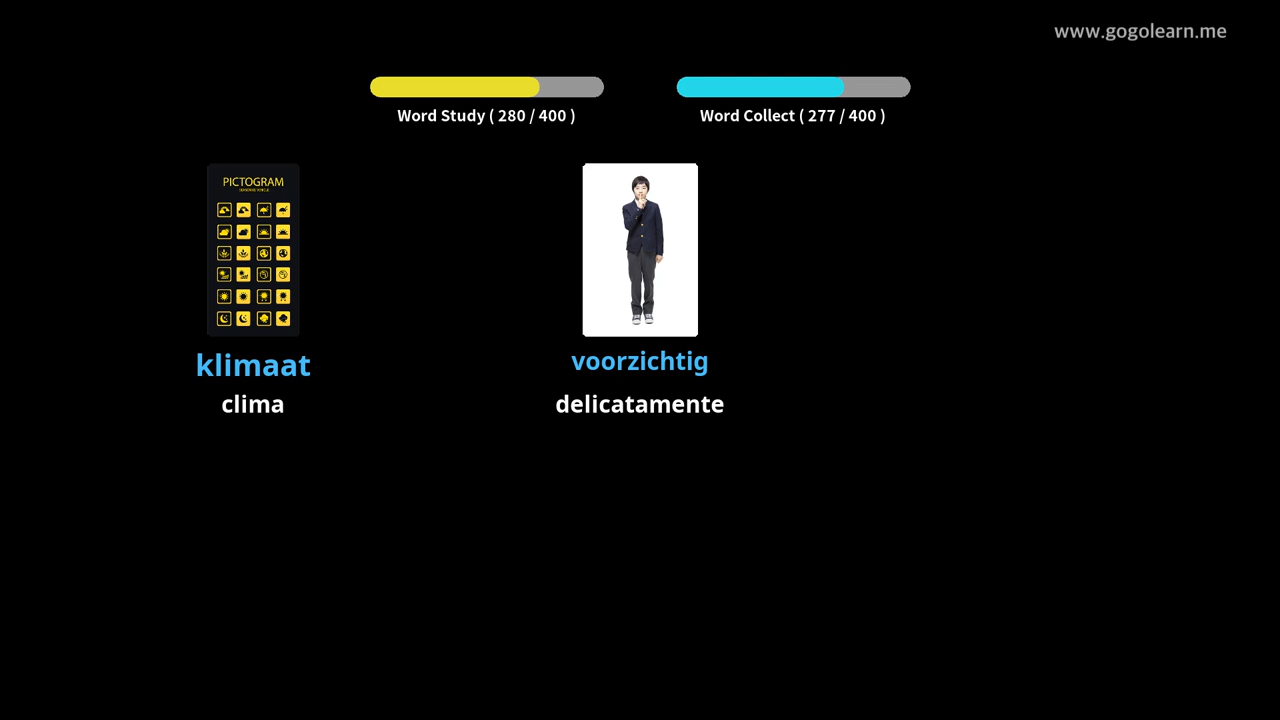 www.gogolearn.me
Word Study ( 280 / 400 )
Word Collect ( 277 / 400 )
PICTOGRAM
klimaat
voorzichtig
clima
delicatamente